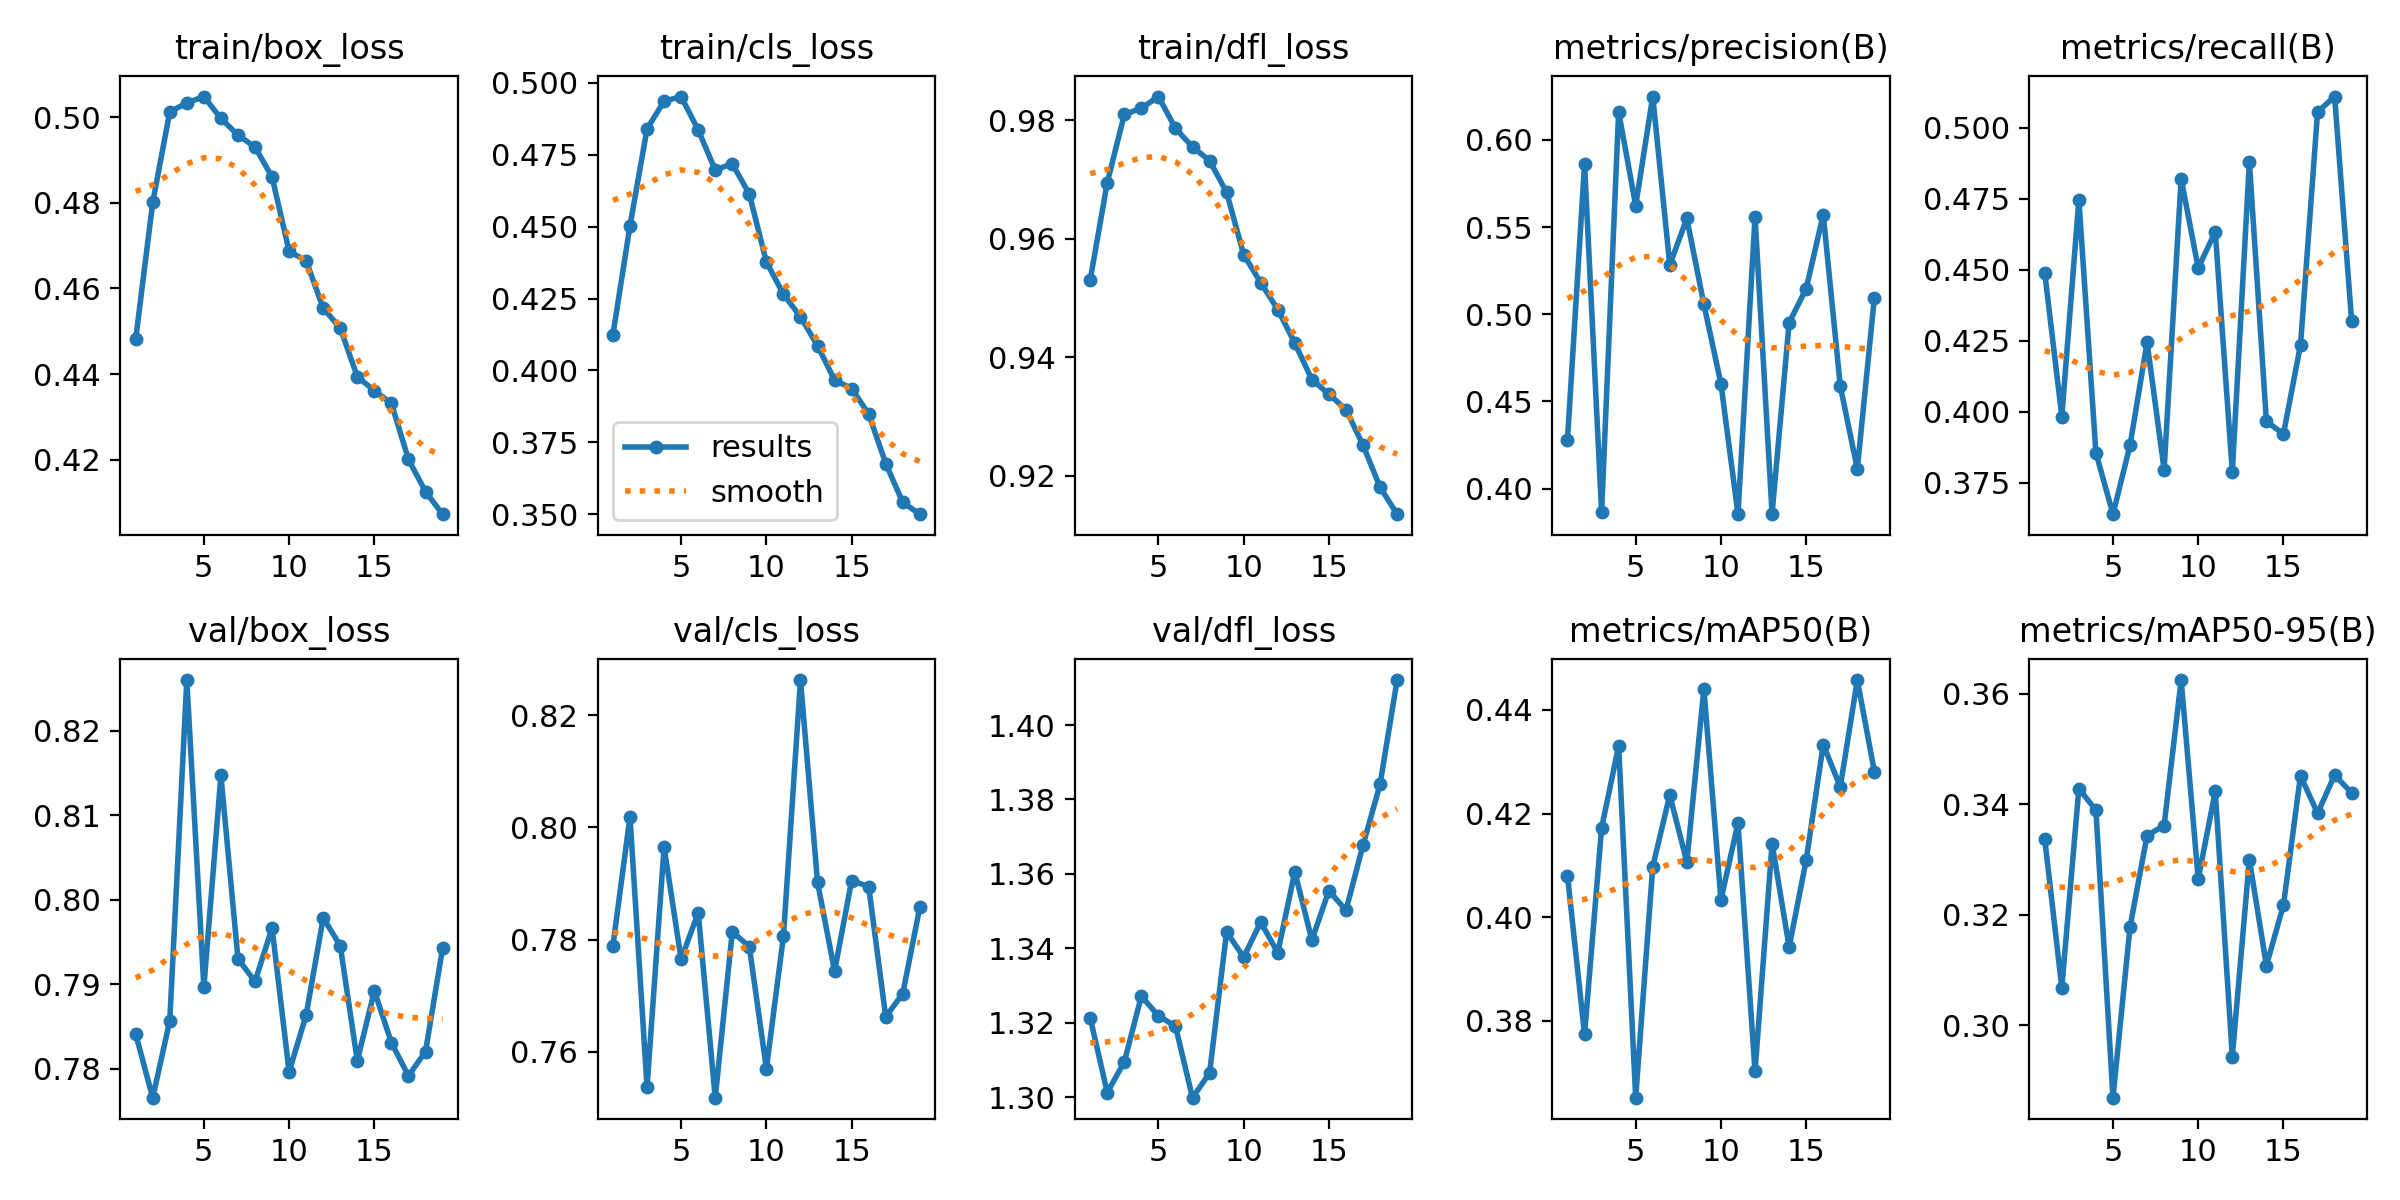 train/box_loss
0.50
0.48
0.46
0.44
0.42
5 10 15
train/cls_loss
0.500
0.475
0.450
0.425
0.400
0.375
0.350
results
smooth
5 10 15
train/dfl_loss
0.98
0.96
0.94
0.92
5 10 15
metrics/precision(B)
0.60
0.55
0.50
0.45
0.40
5 10 15
metrics/recall(B)
0.500
0.475
0.450
0.425
0.400
0.375
5 10 15
val/box_loss
0.82
0.81
0.80
0.79
0.78
5 10 15
val/cls_loss
0.82
0.80
0.78
0.76
5 10 15
val/dfl_loss
1.40
1.38
1.36
1.34
1.32
1.30
5 10 15
metrics/mAP50(B)
0.44
0.42
0.40
0.38
5 10 15
metrics/mAP50-95(B)
0.36
0.34
0.32
0.30
5 10 15